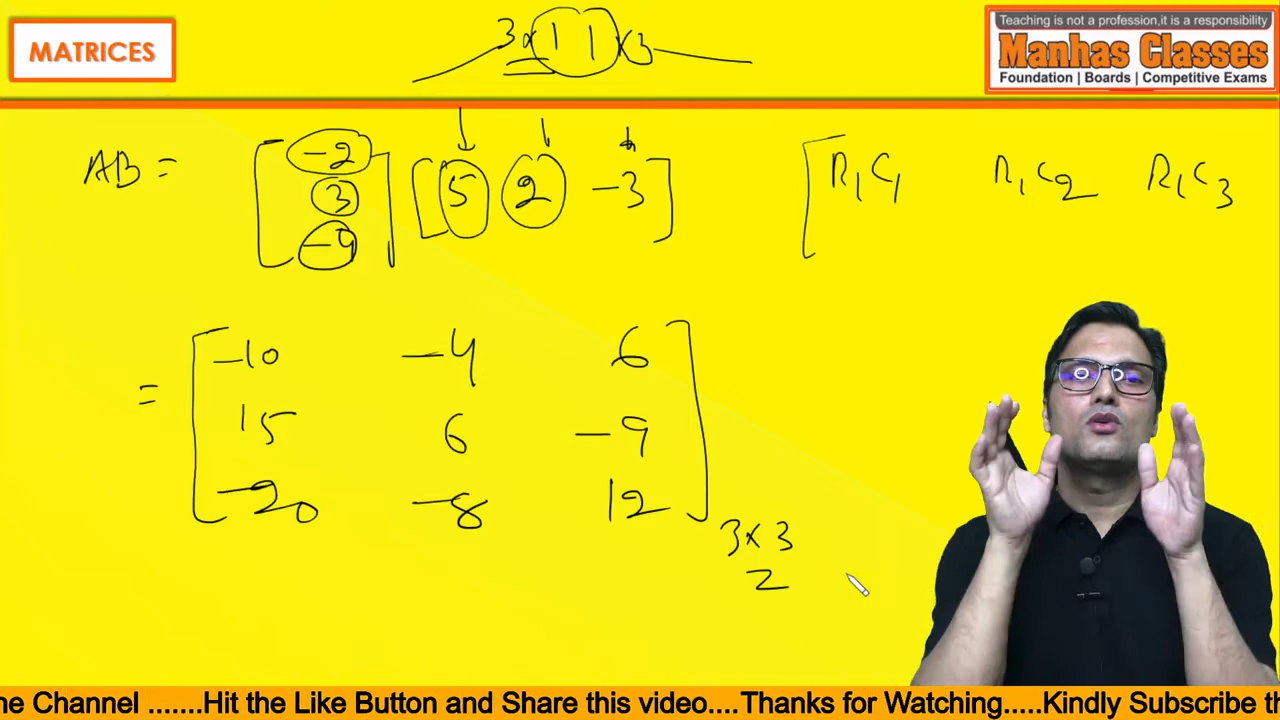 3×1 1×3
Teaching is not a profession,it is a responsibility
MATRICES
Manhas Classes
Foundation | Boards | Competitive Exams
AB = [-2 3 -4] [5 2 -3] [R1C1 R1C2 R1C3
= [-10 -4 6
15 6 -9
-20 -8 12]
3×3
he Channel .......Hit the Like Button and Share this video....Thanks for Watching.....Kindly Subscribe th